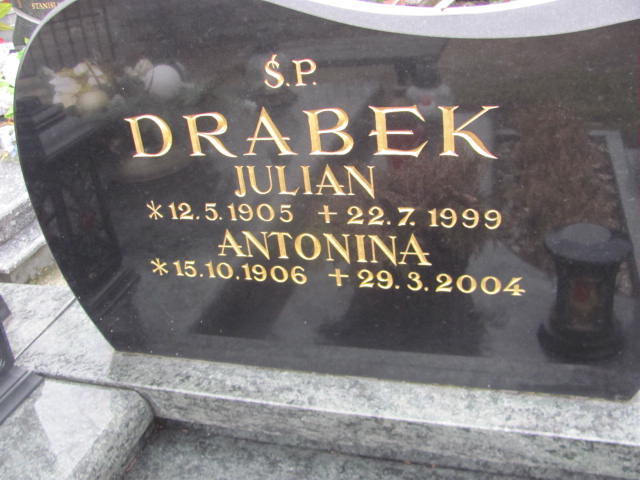 Ś.P.
DRABEK
JULIAN
*12.5.1905 +22.7.1999
ANTONINA
*15.10.1906 +29.3.2004